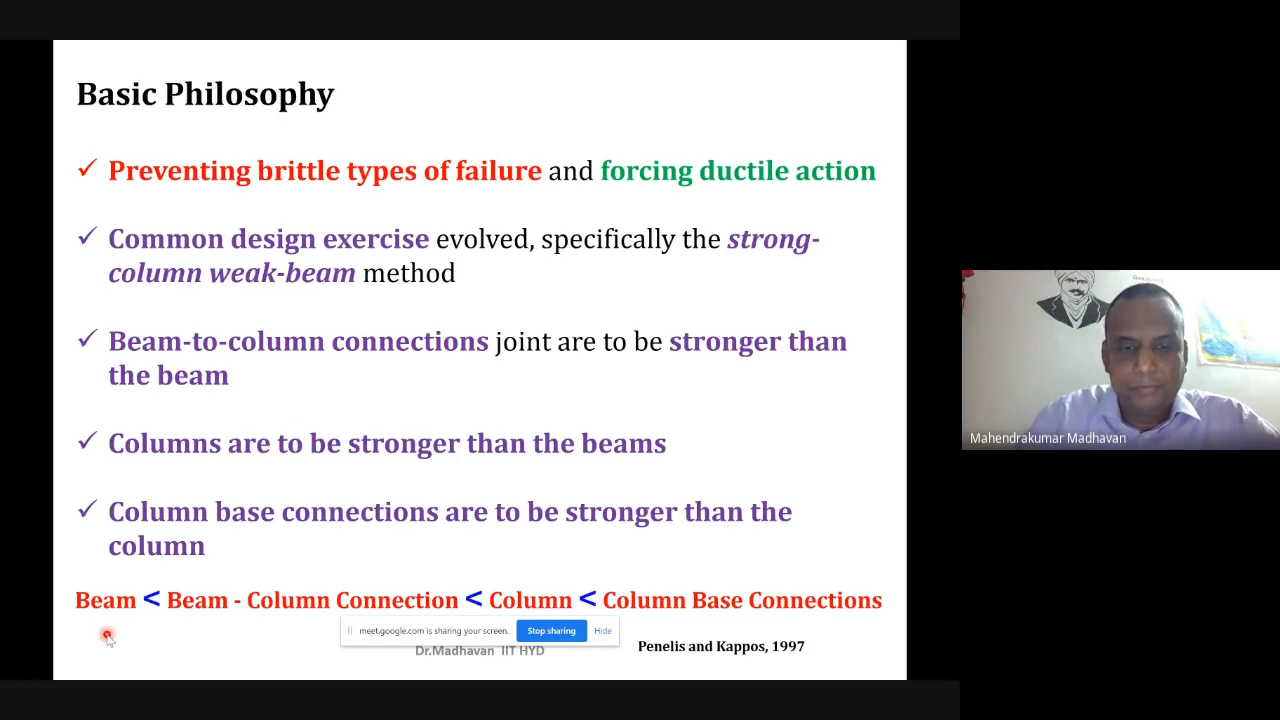 Basic Philosophy
✓ Preventing brittle types of failure and forcing ductile action
✓ Common design exercise evolved, specifically the strong-
column weak-beam method
✓ Beam-to-column connections joint are to be stronger than
the beam
✓ Columns are to be stronger than the beams
✓ Column base connections are to be stronger than the
column
Beam < Beam - Column Connection < Column < Column Base Connections
meet.google.com is sharing your screen. Stop sharing Hide
Dr.Madhavan IIT HYD
Penelis and Kappos, 1997
Mahendrakumar Madhavan